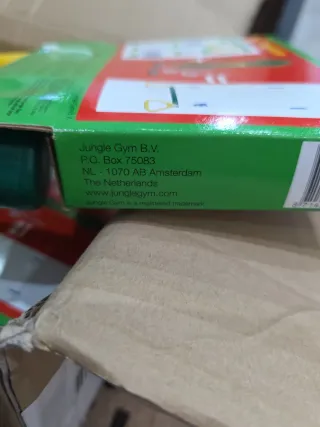 Jungle Gym B.V.
P.O. Box 75083
NL - 1070 AB Amsterdam
The Netherlands
www.junglegym.com
Jungle Gym is a registered trademark